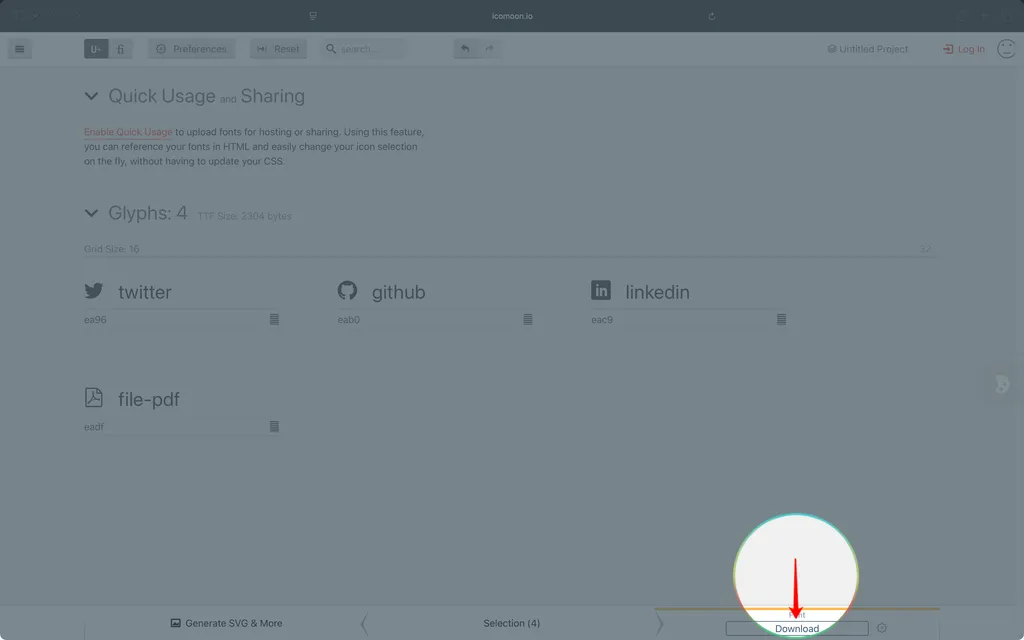 icomoon.io
Preferences
Reset
search...
Untitled Project
Log In
Quick Usage and Sharing
Enable Quick Usage to upload fonts for hosting or sharing. Using this feature,
you can reference your fonts in HTML and easily change your icon selection
on the fly, without having to update your CSS.
Glyphs: 4 TTF Size: 2304 bytes
Grid Size: 16 32
twitter
ea96
github
eab0
linkedin
eac9
file-pdf
eadf
Generate SVG & More
Selection (4)
Download